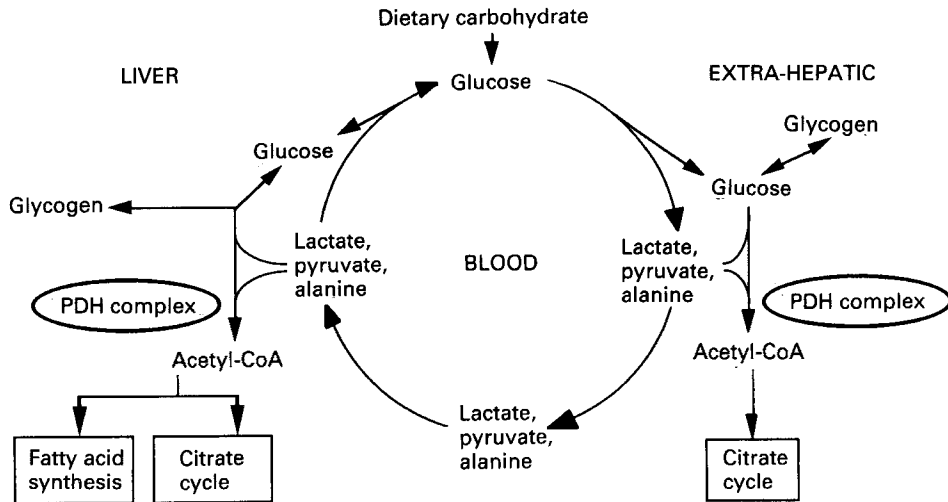 Dietary carbohydrate
LIVER
Glucose
EXTRA-HEPATIC
Glycogen
Glucose
Glucose
Glycogen
Lactate,
pyruvate,
alanine
BLOOD
Lactate,
pyruvate,
alanine
PDH complex
PDH complex
Acetyl-CoA
Acetyl-CoA
Lactate,
pyruvate,
alanine
Fatty acid
synthesis
Citrate
cycle
Citrate
cycle